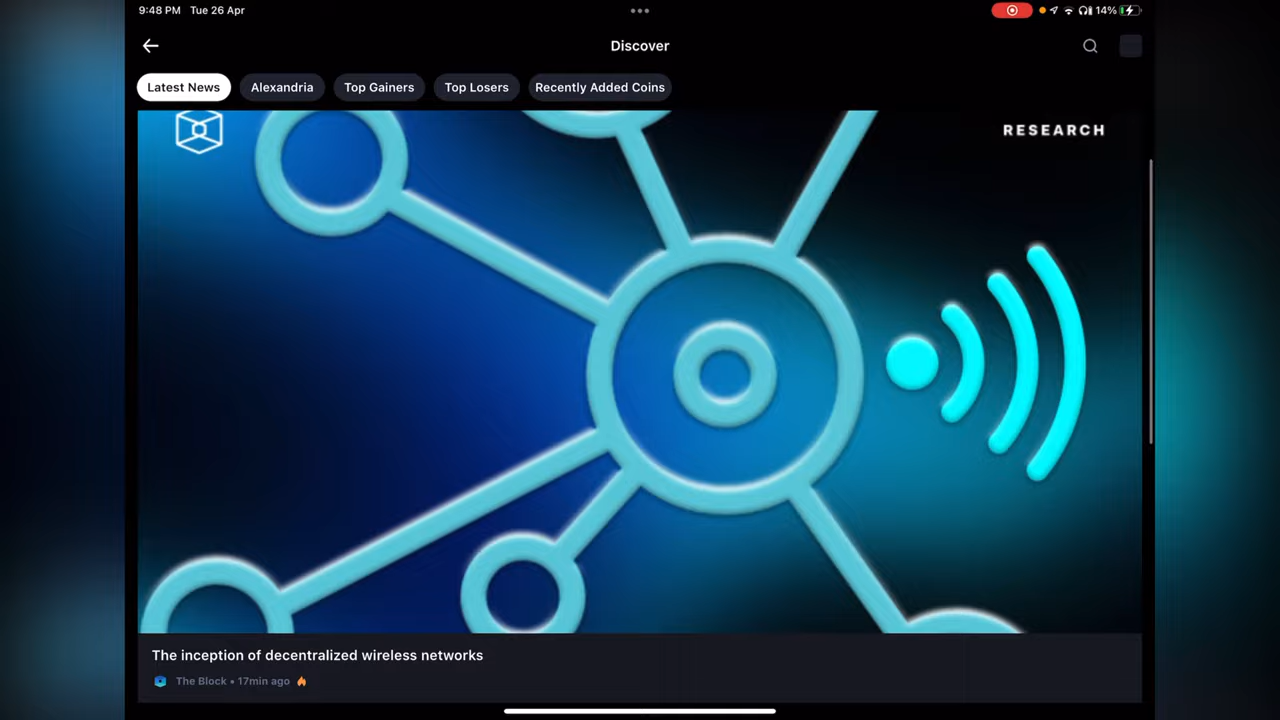 9:48 PM Tue 26 Apr
14%
Discover
Latest News Alexandria Top Gainers Top Losers Recently Added Coins
RESEARCH
The inception of decentralized wireless networks
The Block • 17min ago